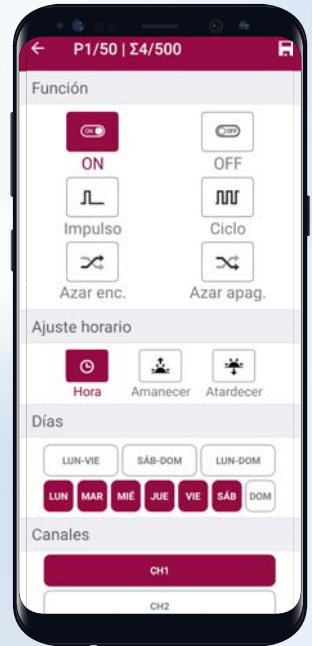 P1/50 | Σ4/500
Función
ON OFF
ON OFF
Impulso Ciclo
Azar enc. Azar apag.
Ajuste horario
Hora Amanecer Atardecer
Días
LUN-VIE SÁB-DOM LUN-DOM
LUN MAR MIÉ JUE VIE SÁB DOM
Canales
CH1
CH2